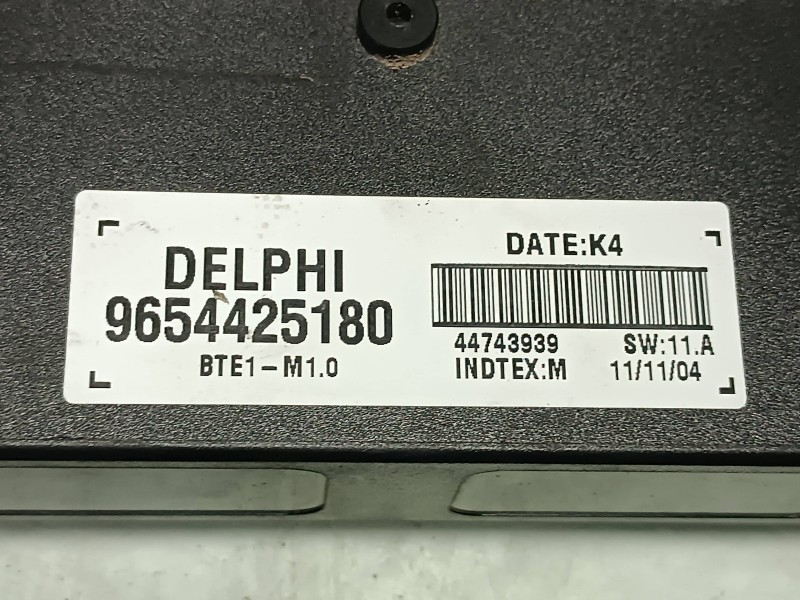 DELPHI
9654425180
BTE1-M1.0
DATE:K4
44743939 SW:11.A
INDTEX:M 11/11/04